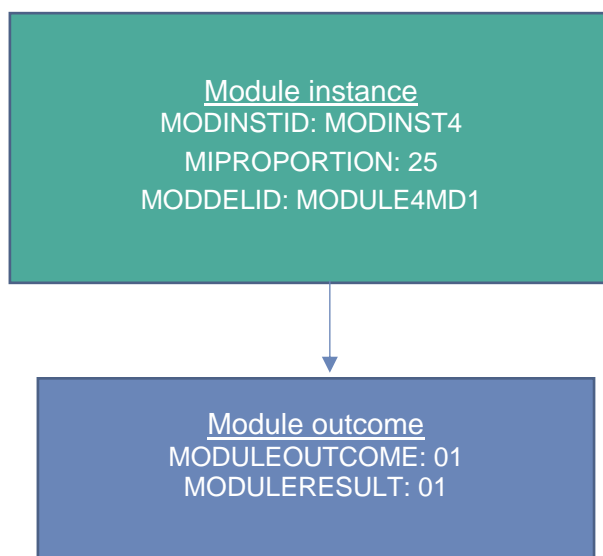 Module instance
MODINSTID: MODINST4
MIPROPORTION: 25
MODDELID: MODULE4MD1
Module outcome
MODULEOUTCOME: 01
MODULERESULT: 01